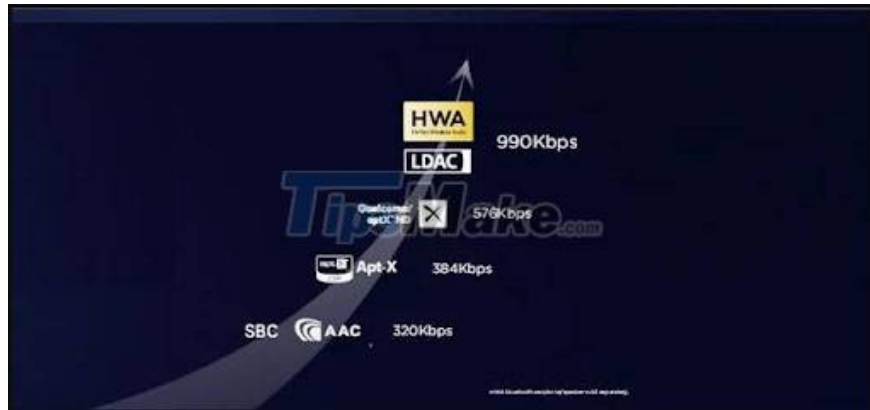 HWA
990Kbps
LDAC
TipsMake.com
Qualcomm
aptX HD
576Kbps
Apt-X
384Kbps
SBC AAC 320Kbps